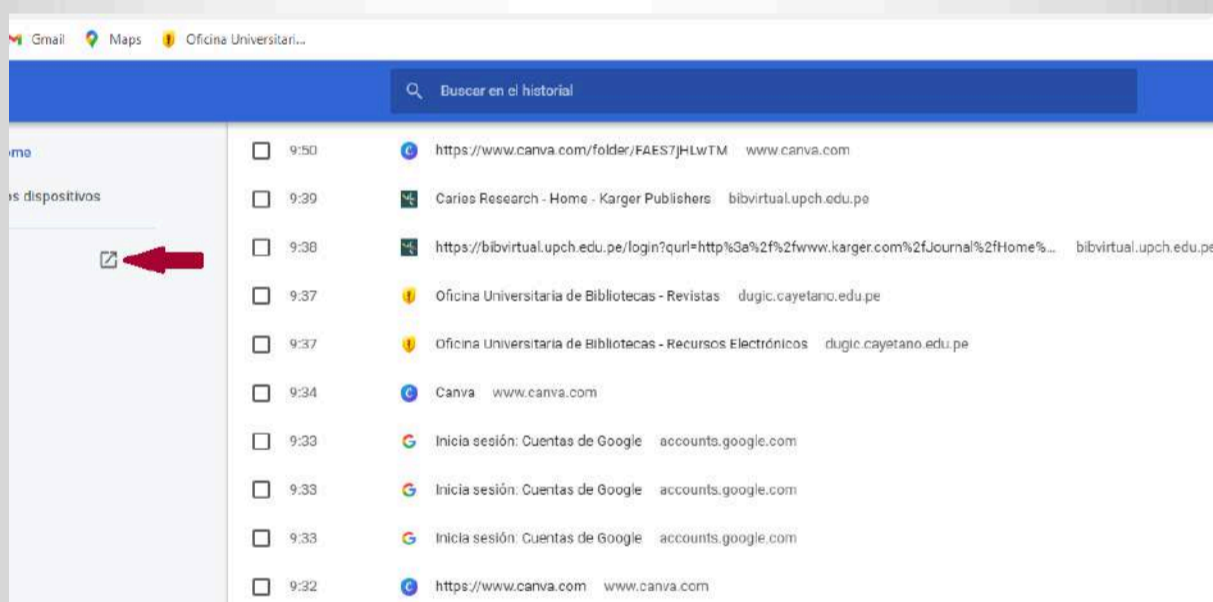 Gmail Maps Oficina Universitari...
Buscar en el historial
ome
os dispositivos
9:50 https://www.canva.com/folder/FAES7jHLwTM www.canva.com
9:39 Caries Research - Home - Karger Publishers bibvirtual.upch.edu.pe
9:38 https://bibvirtual.upch.edu.pe/login?qurl=http%3a%2f%2fwww.karger.com%2fJournal%2fHome%... bibvirtual.upch.edu.pe
9:37 Oficina Universitaria de Bibliotecas - Revistas dugic.cayetano.edu.pe
9:37 Oficina Universitaria de Bibliotecas - Recursos Electrónicos dugic.cayetano.edu.pe
9:34 Canva www.canva.com
9:33 Inicia sesión: Cuentas de Google accounts.google.com
9:33 Inicia sesión: Cuentas de Google accounts.google.com
9:33 Inicia sesión: Cuentas de Google accounts.google.com
9:32 https://www.canva.com www.canva.com